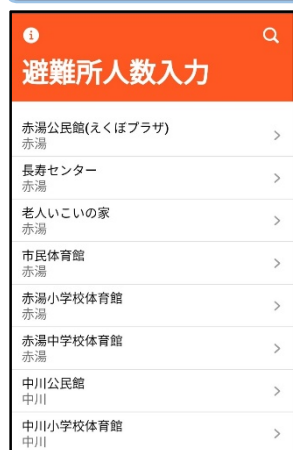 避難所人数入力
赤湯公民館(えくぼプラザ)
赤湯
長寿センター
赤湯
老人いこいの家
赤湯
市民体育館
赤湯
赤湯小学校体育館
赤湯
赤湯中学校体育館
赤湯
中川公民館
中川
中川小学校体育館
中川